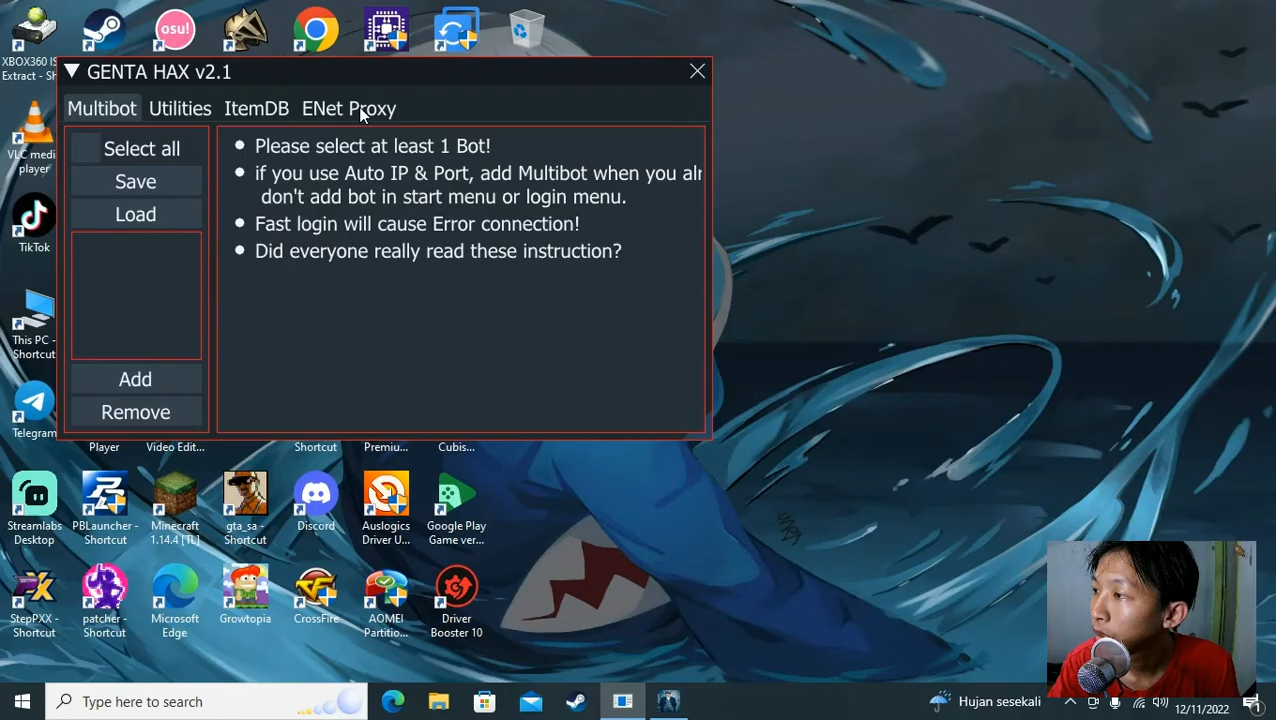 XBOX360 IS
Extract - Sh
osu!
GENTA HAX v2.1
Multibot
Utilities
ItemDB
ENet Proxy
Select all
Save
Load
Add
Remove
Please select at least 1 Bot!
if you use Auto IP & Port, add Multibot when you alr
don't add bot in start menu or login menu.
Fast login will cause Error connection!
Did everyone really read these instruction?
VLC medi
player
TikTok
This PC -
Shortcut
Telegram
Player
Video Edit...
Shortcut
Premiu...
Cubis...
Streamlabs
Desktop
PBLauncher -
Shortcut
Minecraft
1.14.4 [TL]
gta_sa -
Shortcut
Discord
Auslogics
Driver U...
Google Play
Game ver...
StepPXX -
Shortcut
patcher -
Shortcut
Microsoft
Edge
Growtopia
CrossFire
AOMEI
Partitio...
Driver
Booster 10
Type here to search
Hujan sesekali
12/11/2022
1